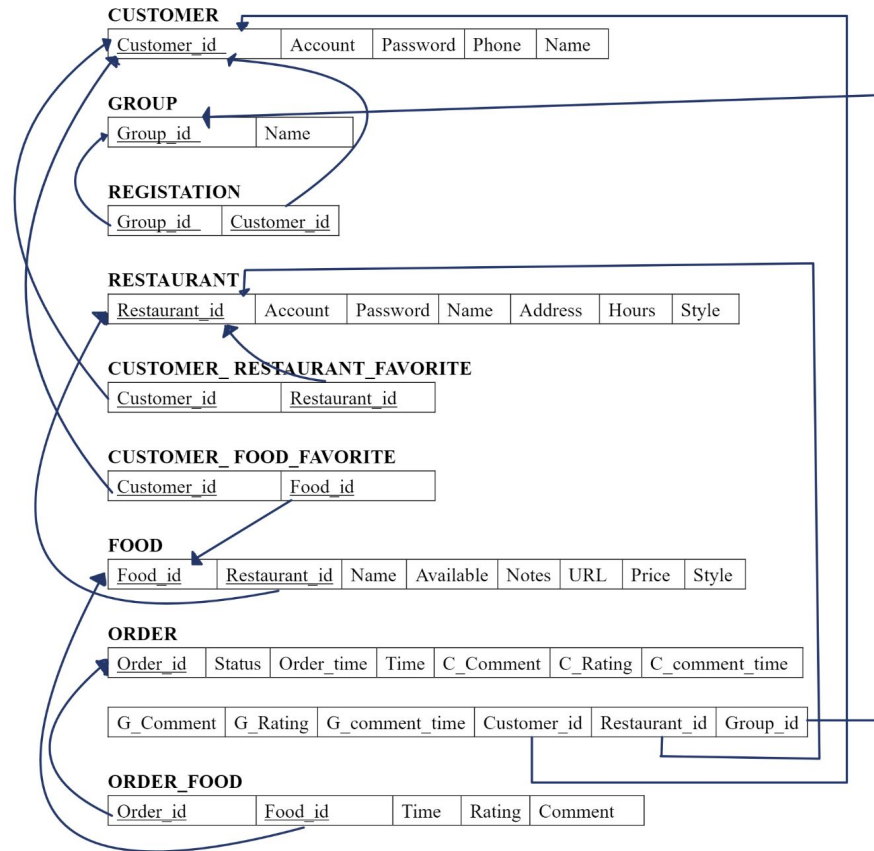 CUSTOMER
Customer_id Account Password Phone Name
GROUP
Group_id Name
REGISTATION
Group_id Customer_id
RESTAURANT
Restaurant_id Account Password Name Address Hours Style
CUSTOMER_ RESTAURANT_FAVORITE
Customer_id Restaurant_id
CUSTOMER_ FOOD_FAVORITE
Customer_id Food_id
FOOD
Food_id Restaurant_id Name Available Notes URL Price Style
ORDER
Order_id Status Order_time Time C_Comment C_Rating C_comment_time
G_Comment G_Rating G_comment_time Customer_id Restaurant_id Group_id
ORDER_FOOD
Order_id Food_id Time Rating Comment